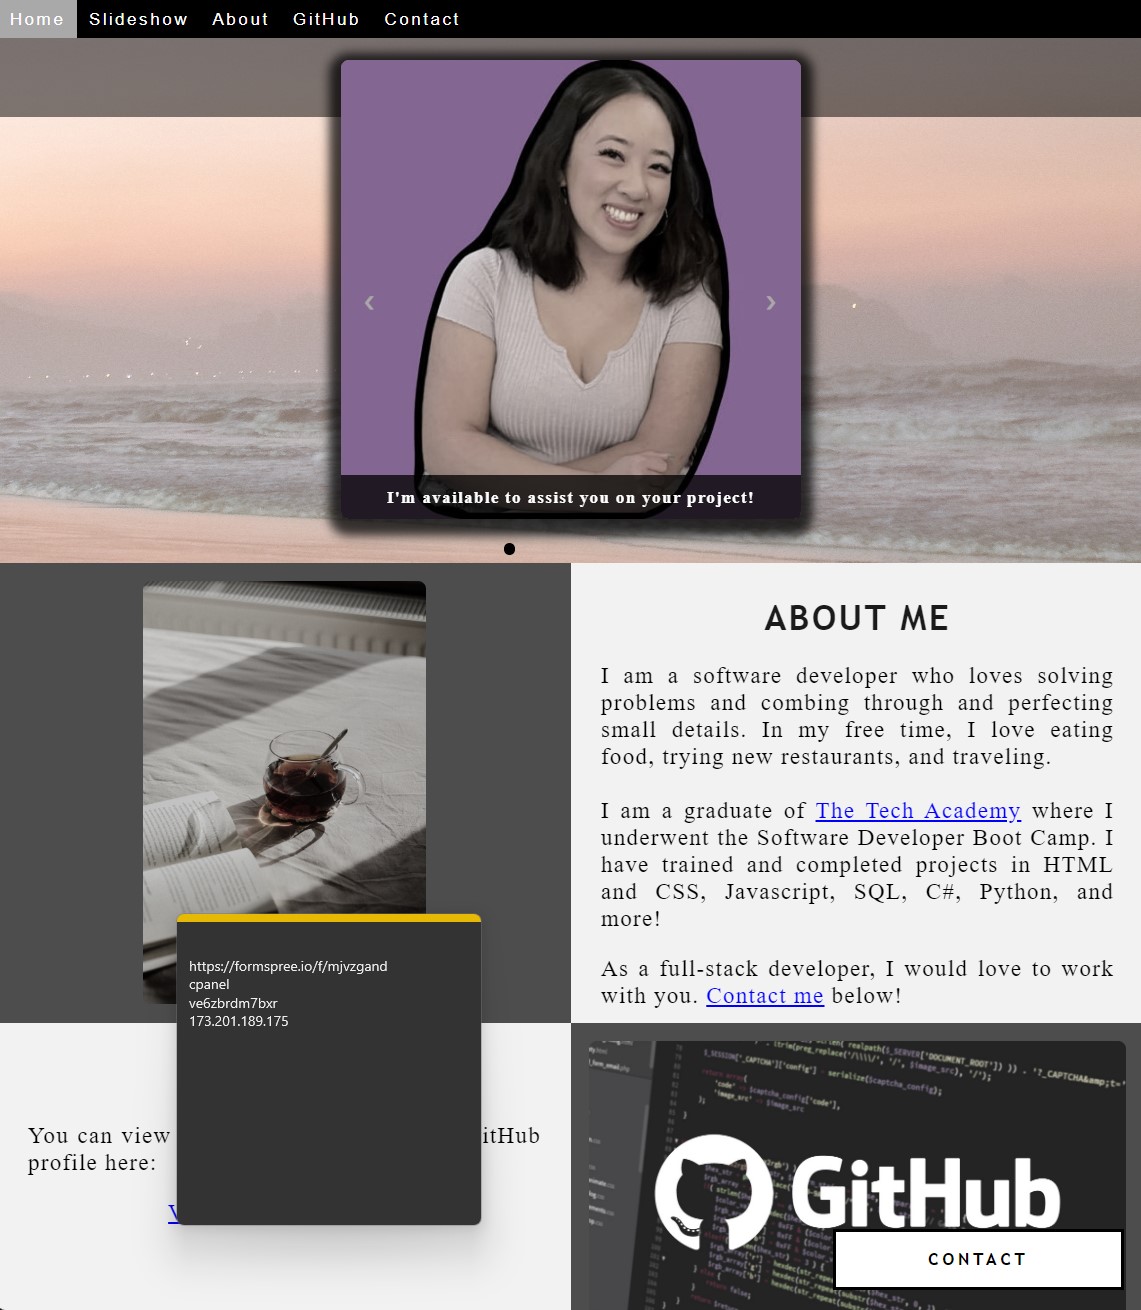 Home Slideshow About GitHub Contact
I'm available to assist you on your project!
ABOUT ME
I am a software developer who loves solving
problems and combing through and perfecting
small details. In my free time, I love eating
food, trying new restaurants, and traveling.
I am a graduate of The Tech Academy where I
underwent the Software Developer Boot Camp. I
have trained and completed projects in HTML
and CSS, Javascript, SQL, C#, Python, and
more!
As a full-stack developer, I would love to work
with you. Contact me below!
https://formspree.io/f/mjvzgand
cpanel
ve6zbrdm7bxr
173.201.189.175
You can view itHub
profile here:
V
GitHub
CONTACT